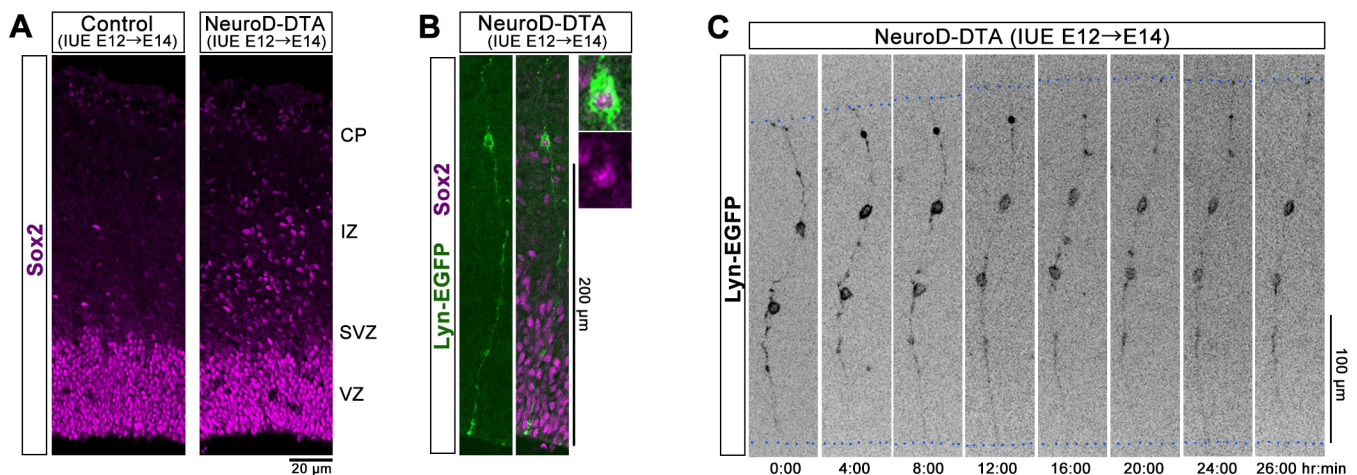 A
Control
(IUE E12→E14)
NeuroD-DTA
(IUE E12→E14)
Sox2
CP
IZ
SVZ
VZ
20 µm
B
NeuroD-DTA
(IUE E12→E14)
Lyn-EGFP Sox2
200 µm
C
NeuroD-DTA (IUE E12→E14)
Lyn-EGFP
100 µm
0:00 4:00 8:00 12:00 16:00 20:00 24:00 26:00 hr:min